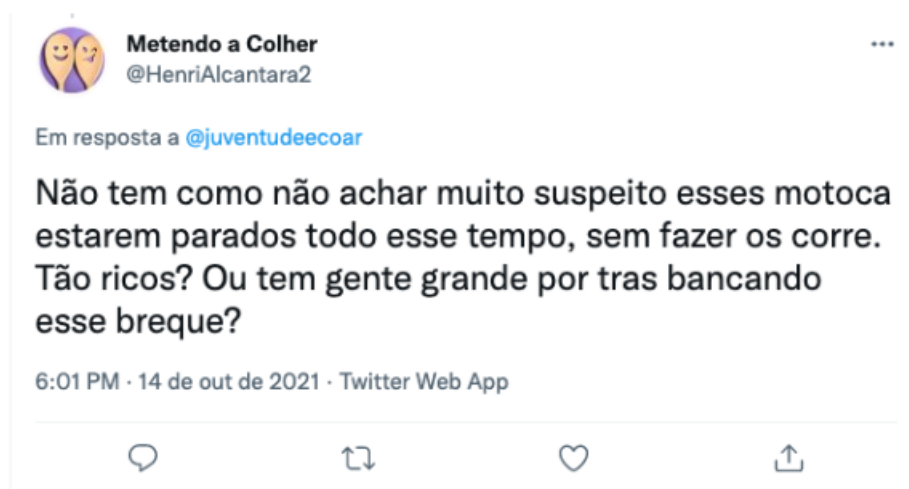 Metendo a Colher
@HenriAlcantara2
Em resposta a @juventudeecoar
Não tem como não achar muito suspeito esses motoca
estarem parados todo esse tempo, sem fazer os corre.
Tão ricos? Ou tem gente grande por tras bancando
esse breque?
6:01 PM · 14 de out de 2021 · Twitter Web App